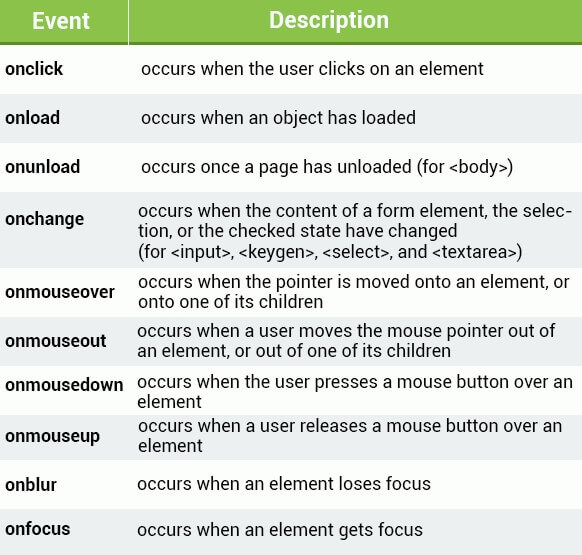 Event Description
onclick occurs when the user clicks on an element
onload occurs when an object has loaded
onunload occurs once a page has unloaded (for <body>)
onchange occurs when the content of a form element, the selec-
tion, or the checked state have changed
(for <input>, <keygen>, <select>, and <textarea>)
onmouseover occurs when the pointer is moved onto an element, or
onto one of its children
onmouseout occurs when a user moves the mouse pointer out of
an element, or out of one of its children
onmousedown occurs when the user presses a mouse button over an
element
onmouseup occurs when a user releases a mouse button over an
element
onblur occurs when an element loses focus
onfocus occurs when an element gets focus